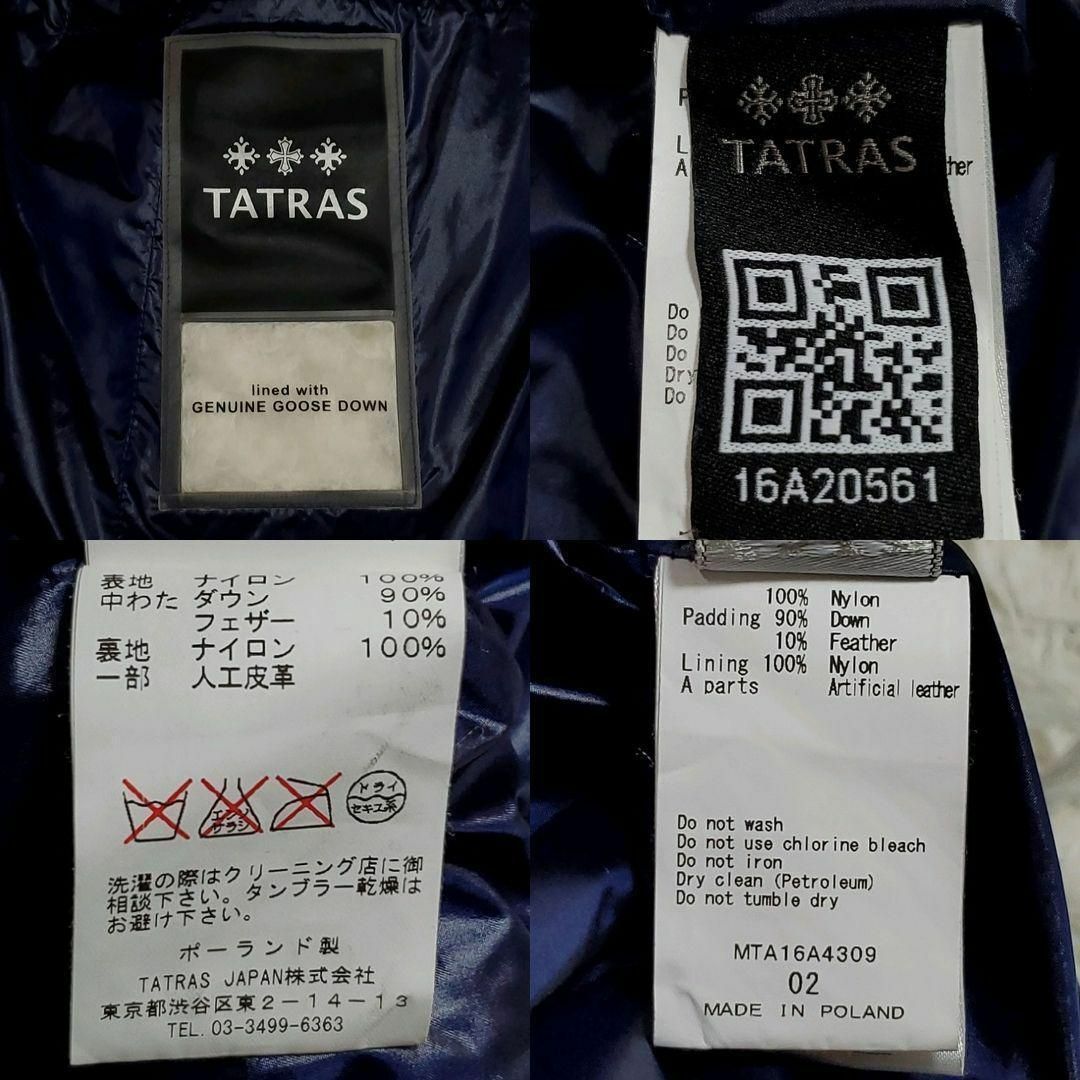 TATRAS
lined with
GENUINE GOOSE DOWN
TATRAS
P
L
A
ther
Do
Do
Do
Dry
Do
16A20561
表地 ナイロン 100%
中わた ダウン 90%
フェザー 10%
裏地 ナイロン 100%
一部 人工皮革
エンソ
サラシ
ドライ
セキユ系
洗濯の際はクリーニング店に御
相談下さい。タンブラー乾燥は
お避け下さい。
ポーランド製
TATRAS JAPAN株式会社
東京都渋谷区東2-14-13
TEL. 03-3499-6363
100% Nylon
Padding 90% Down
10% Feather
Lining 100% Nylon
A parts Artificial leather
Do not wash
Do not use chlorine bleach
Do not iron
Dry clean (Petroleum)
Do not tumble dry
MTA16A4309
02
MADE IN POLAND